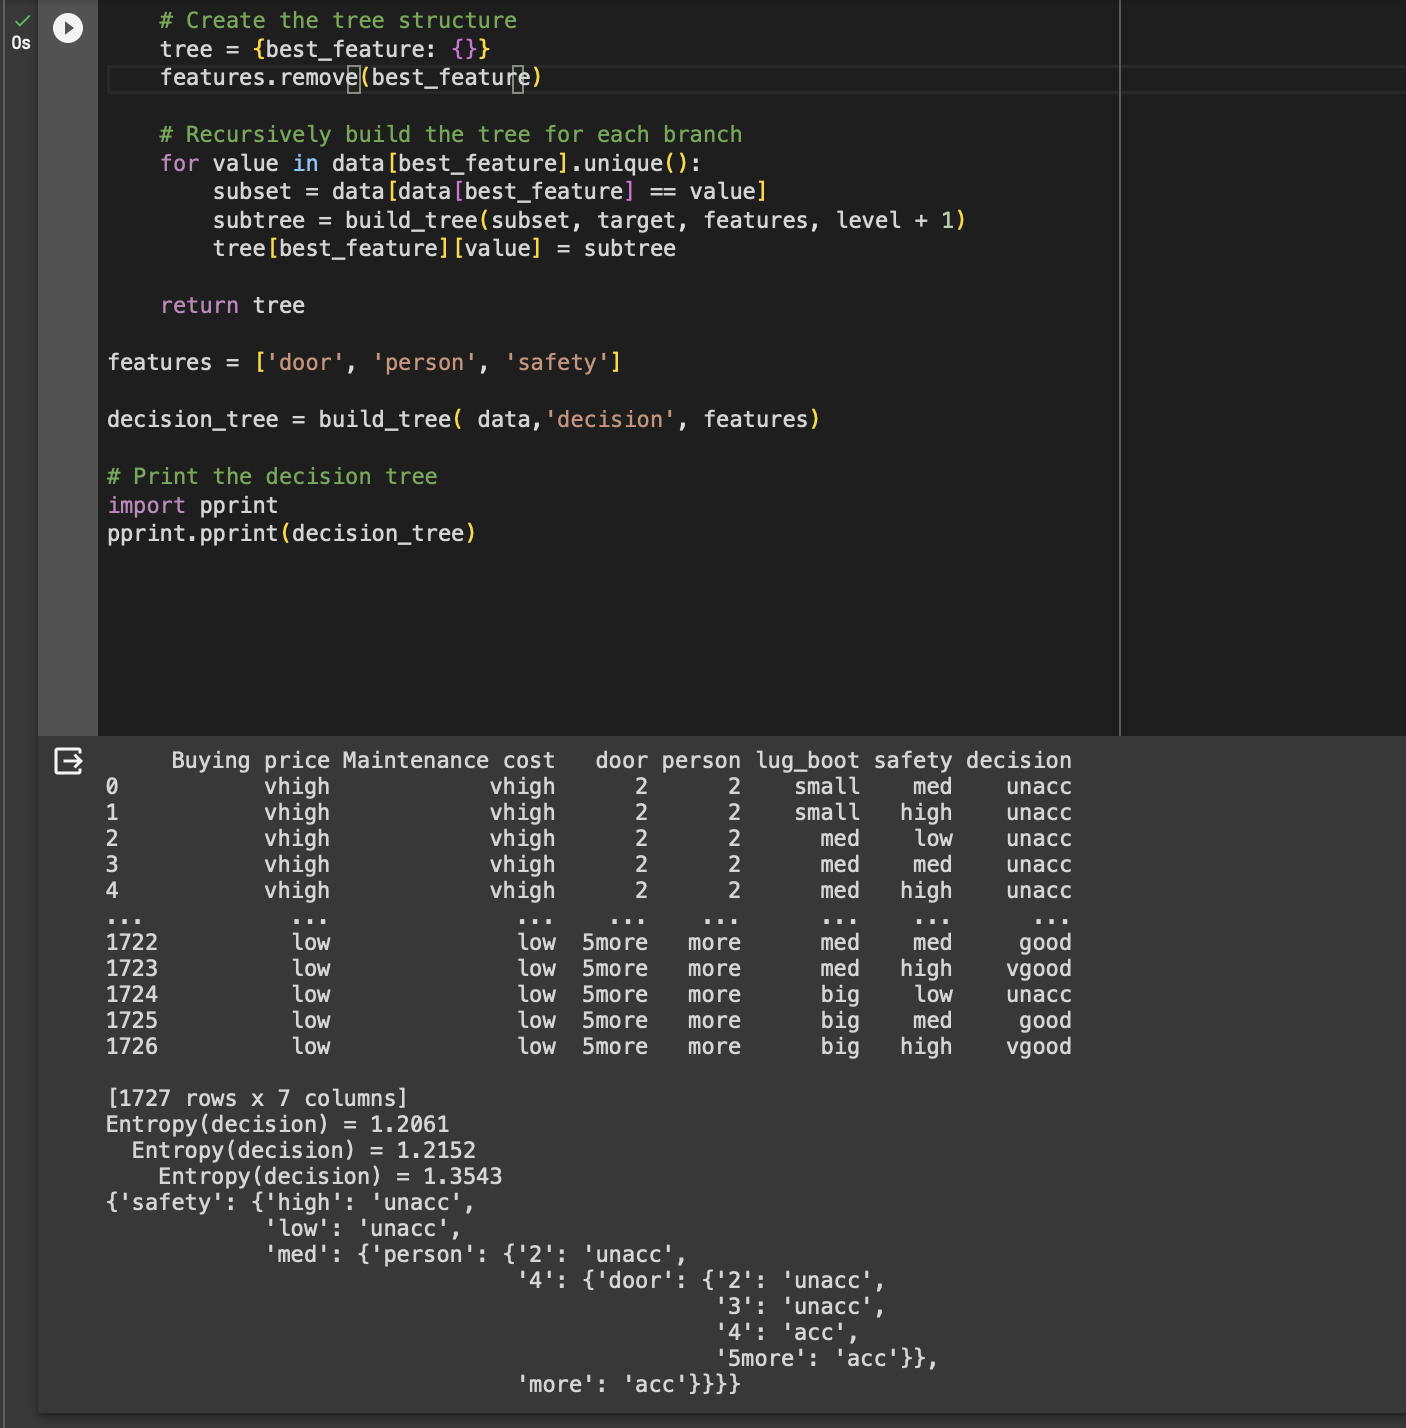 0s
# Create the tree structure
tree = {best_feature: {}}
features.remove(best_feature)
# Recursively build the tree for each branch
for value in data[best_feature].unique():
subset = data[data[best_feature] == value]
subtree = build_tree(subset, target, features, level + 1)
tree[best_feature][value] = subtree
return tree
features = ['door', 'person', 'safety']
decision_tree = build_tree( data,'decision', features)
# Print the decision tree
import pprint
pprint.pprint(decision_tree)
Buying price Maintenance cost door person lug_boot safety decision
0 vhigh vhigh 2 2 small med unacc
1 vhigh vhigh 2 2 small high unacc
2 vhigh vhigh 2 2 med low unacc
3 vhigh vhigh 2 2 med med unacc
4 vhigh vhigh 2 2 med high unacc
... ... ... ... ... ... ... ...
1722 low low 5more more med med good
1723 low low 5more more med high vgood
1724 low low 5more more big low unacc
1725 low low 5more more big med good
1726 low low 5more more big high vgood
[1727 rows x 7 columns]
Entropy(decision) = 1.2061
Entropy(decision) = 1.2152
Entropy(decision) = 1.3543
{'safety': {'high': 'unacc',
'low': 'unacc',
'med': {'person': {'2': 'unacc',
'4': {'door': {'2': 'unacc',
'3': 'unacc',
'4': 'acc',
'5more': 'acc'}},
'more': 'acc'}}}}